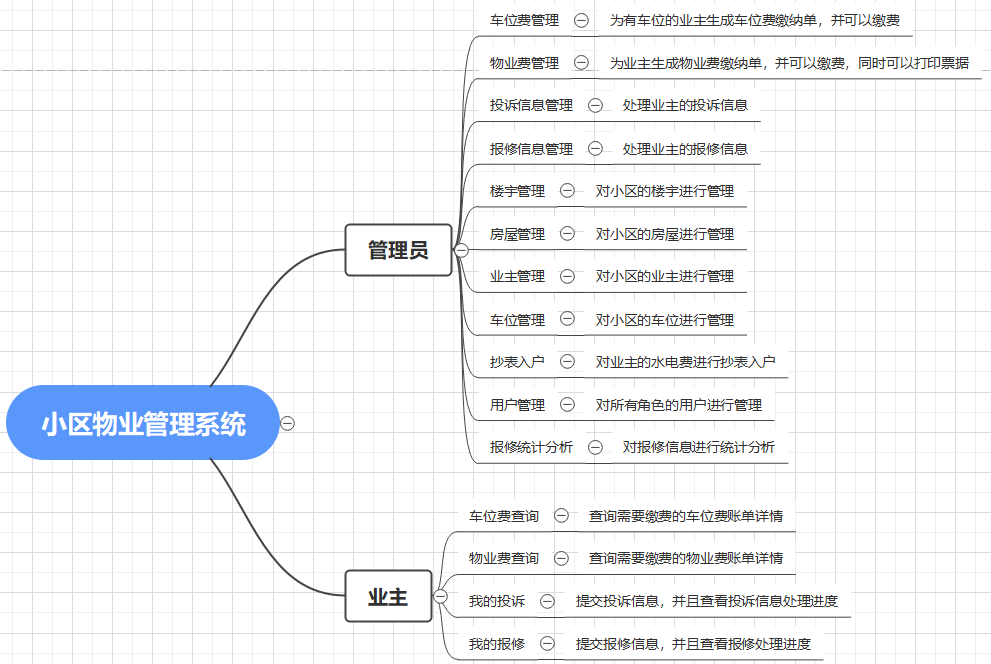 小区物业管理系统
管理员
车位费管理
为有车位的业主生成车位费缴纳单，并可以缴费
物业费管理
为业主生成物业费缴纳单，并可以缴费，同时可以打印票据
投诉信息管理
处理业主的投诉信息
报修信息管理
处理业主的报修信息
楼宇管理
对小区的楼宇进行管理
房屋管理
对小区的房屋进行管理
业主管理
对小区的业主进行管理
车位管理
对小区的车位进行管理
抄表入户
对业主的水电费进行抄表入户
用户管理
对所有角色的用户进行管理
报修统计分析
对报修信息进行统计分析
业主
车位费查询
查询需要缴费的车位费账单详情
物业费查询
查询需要缴费的物业费账单详情
我的投诉
提交投诉信息，并且查看投诉信息处理进度
我的报修
提交报修信息，并且查看报修处理进度